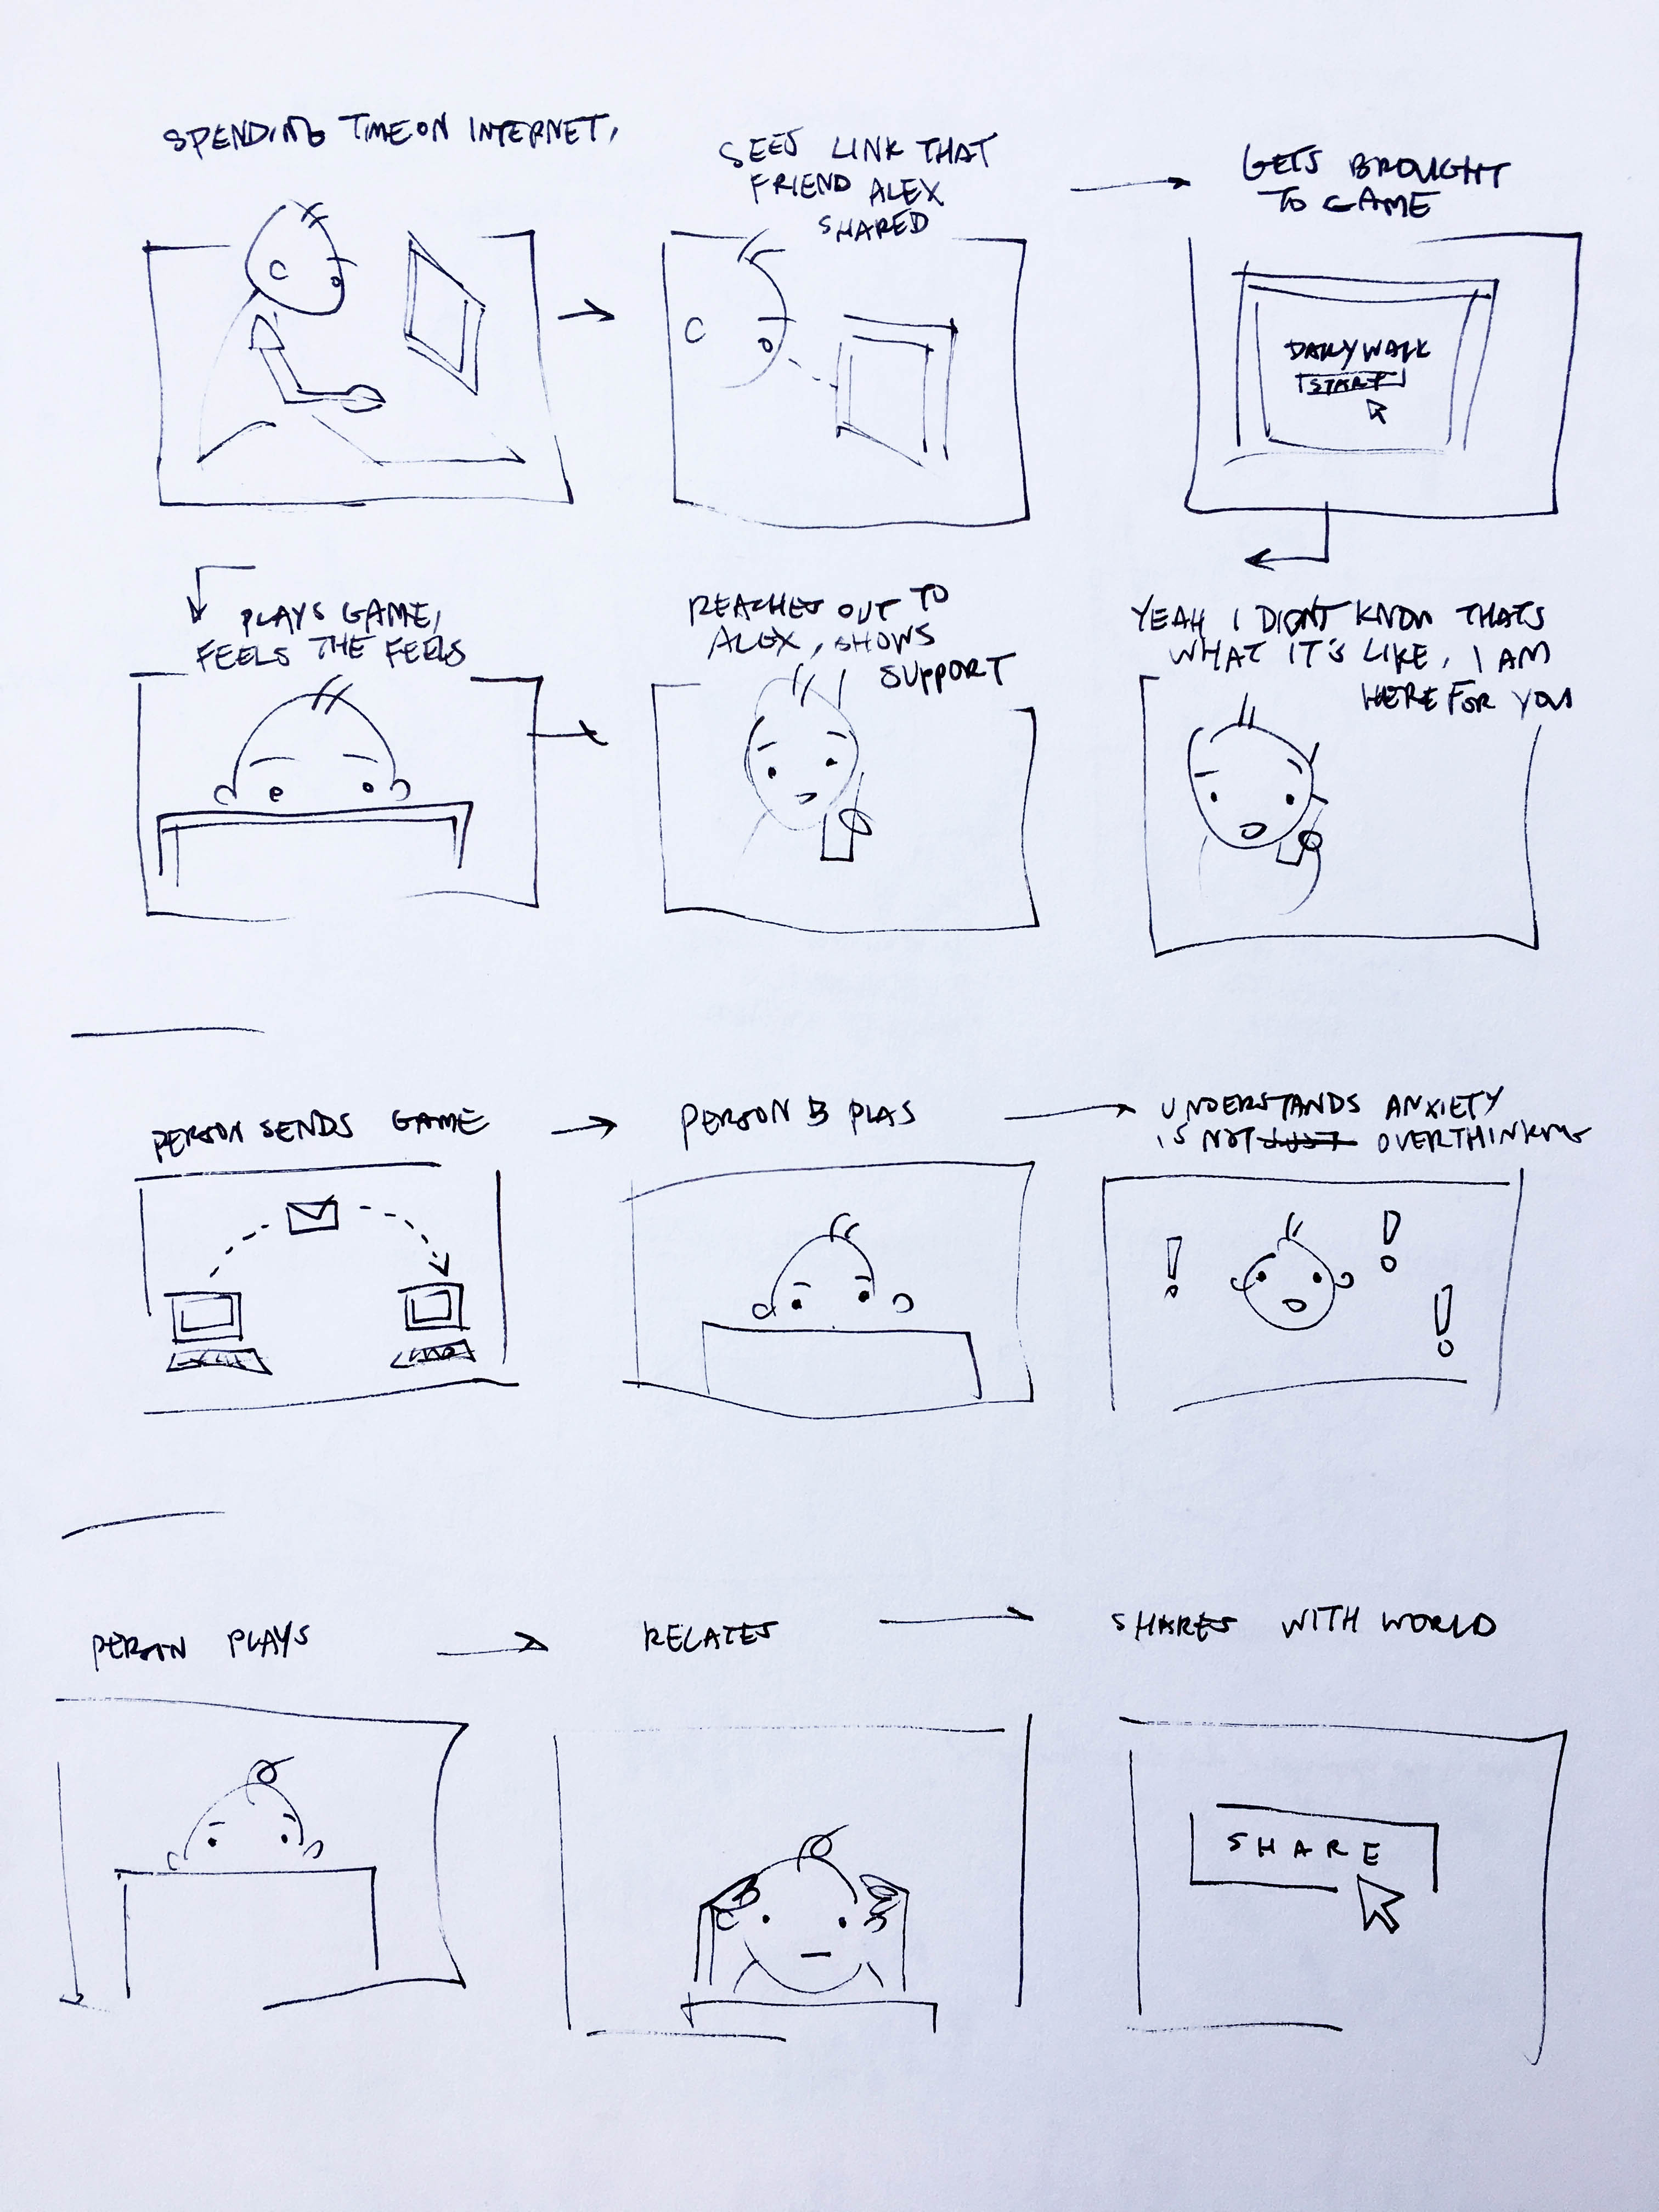 SPENDING TIME ON INTERNET,
SEES LINK THAT
FRIEND ALEX
SHARED
GETS BROUGHT
TO GAME
DAILY WALK
START
PLAYS GAME,
FEELS THE FEELS
REACHES OUT TO
ALEX, SHOWS
SUPPORT
YEAH I DIDN'T KNOW THATS
WHAT IT'S LIKE, I AM
HERE FOR YOU
PERSON SENDS GAME
PERSON B PLAS
UNDERSTANDS ANXIETY
IS NOT JUST OVERTHINKING
PERSON PLAYS
RELATES
SHARES WITH WORLD
SHARE